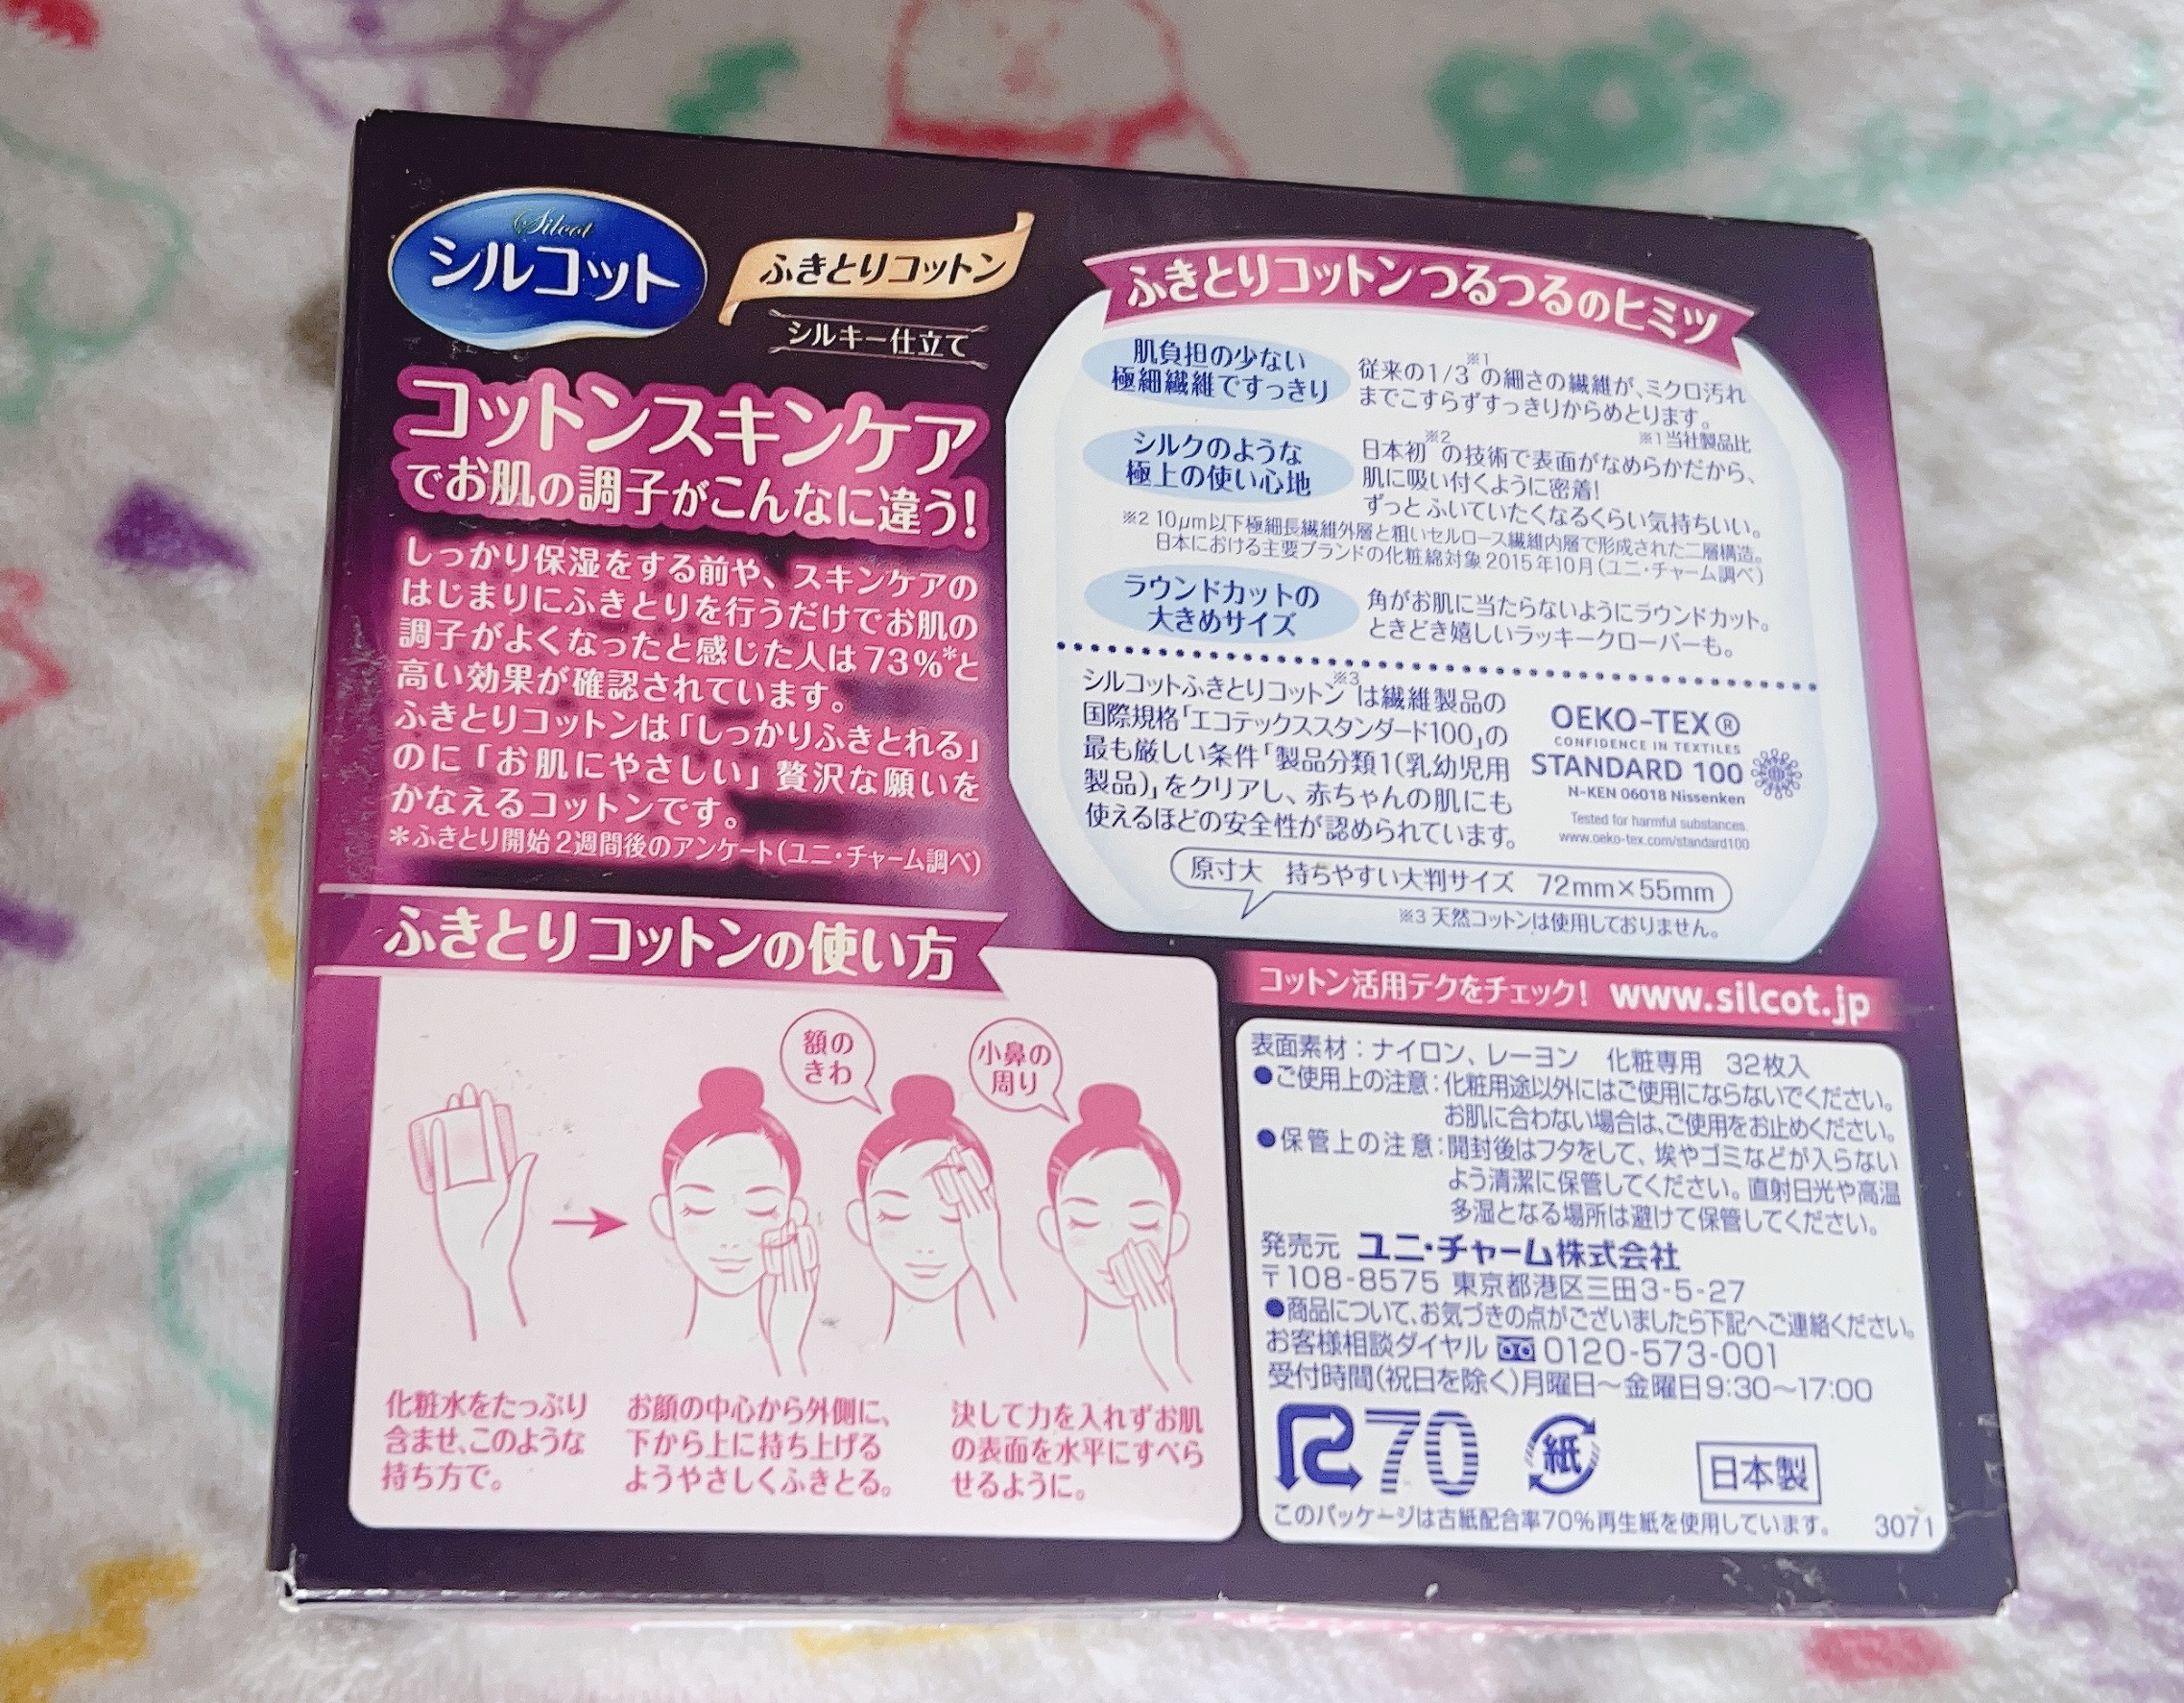 Silcot
シルコット
ふきとりコットン
シルキー仕立て
コットンスキンケア
でお肌の調子がこんなに違う!
しっかり保湿をする前や、スキンケアの
はじまりにふきとりを行うだけでお肌の
調子がよくなったと感じた人は73%*と
高い効果が確認されています。
ふきとりコットンは「しっかりふきとれる」
のに「お肌にやさしい」贅沢な願いを
かなえるコットンです。
*ふきとり開始2週間後のアンケート(ユニ・チャーム調べ)
ふきとりコットンつるつるのヒミツ
肌負担の少ない
極細繊維ですっきり
従来の1/3※1の細さの繊維が、ミクロ汚れ
までこすらずすっきりからめとります。
※1当社製品比
シルクのような
極上の使い心地
日本初※2の技術で表面がなめらかだから、
肌に吸い付くように密着!
ずっとふいていたくなるくらい気持ちいい。
※2 10μm以下極細長繊維外層と粗いセルロース繊維内層で形成された二層構造。
日本における主要ブランドの化粧綿対象2015年10月(ユニ・チャーム調べ)
ラウンドカットの
大きめサイズ
角がお肌に当たらないようにラウンドカット。
ときどき嬉しいラッキークローバーも。
シルコットふきとりコットン※3は繊維製品の
国際規格「エコテックススタンダード100」の
最も厳しい条件「製品分類1(乳幼児用
製品)」をクリアし、赤ちゃんの肌にも
使えるほどの安全性が認められています。
OEKO-TEX®
CONFIDENCE IN TEXTILES
STANDARD 100
N-KEN 06018 Nissenken
Tested for harmful substances.
www.oeko-tex.com/standard100
原寸大 持ちやすい大判サイズ 72mm×55mm
※3 天然コットンは使用しておりません。
ふきとりコットンの使い方
額の
きわ
小鼻の
周り
化粧水をたっぷり
含ませ、このような
持ち方で。
お顔の中心から外側に、
下から上に持ち上げる
ようやさしくふきとる。
決して力を入れずお肌
の表面を水平にすべら
せるように。
コットン活用テクをチェック! www.silcot.jp
表面素材:ナイロン、レーヨン 化粧専用 32枚入
●ご使用上の注意:化粧用途以外にはご使用にならないでください。
お肌に合わない場合は、ご使用をお止めください。
●保管上の注意:開封後はフタをして、埃やゴミなどが入らない
よう清潔に保管してください。直射日光や高温
多湿となる場所は避けて保管してください。
発売元 ユニ・チャーム株式会社
〒108-8575 東京都港区三田3-5-27
●商品について、お気づきの点がございましたら下記へご連絡ください。
お客様相談ダイヤル 0120-573-001
受付時間(祝日を除く)月曜日〜金曜日9:30〜17:00
R70
紙
日本製
このパッケージは古紙配合率70%再生紙を使用しています。
3071